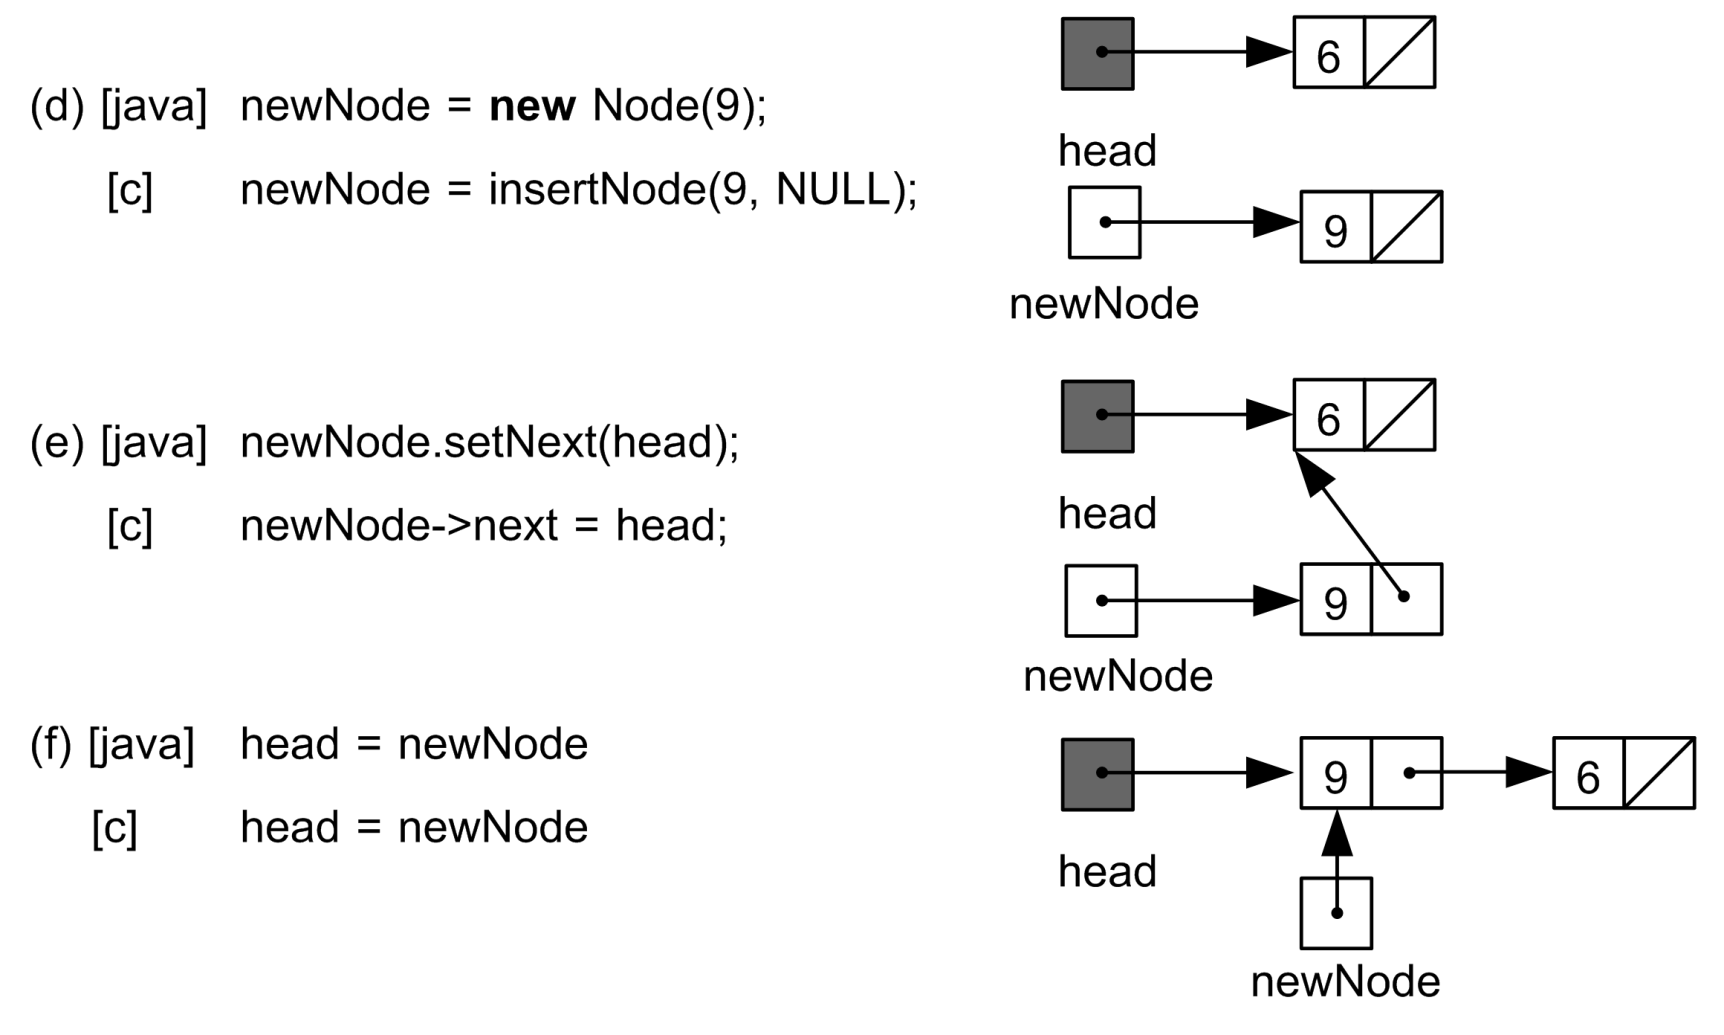 (d) [java] newNode = new Node(9);
[c] newNode = insertNode(9, NULL);
6
head
9
newNode
(e) [java] newNode.setNext(head);
[c] newNode->next = head;
6
head
9
newNode
(f) [java] head = newNode
[c] head = newNode
9 6
head
newNode